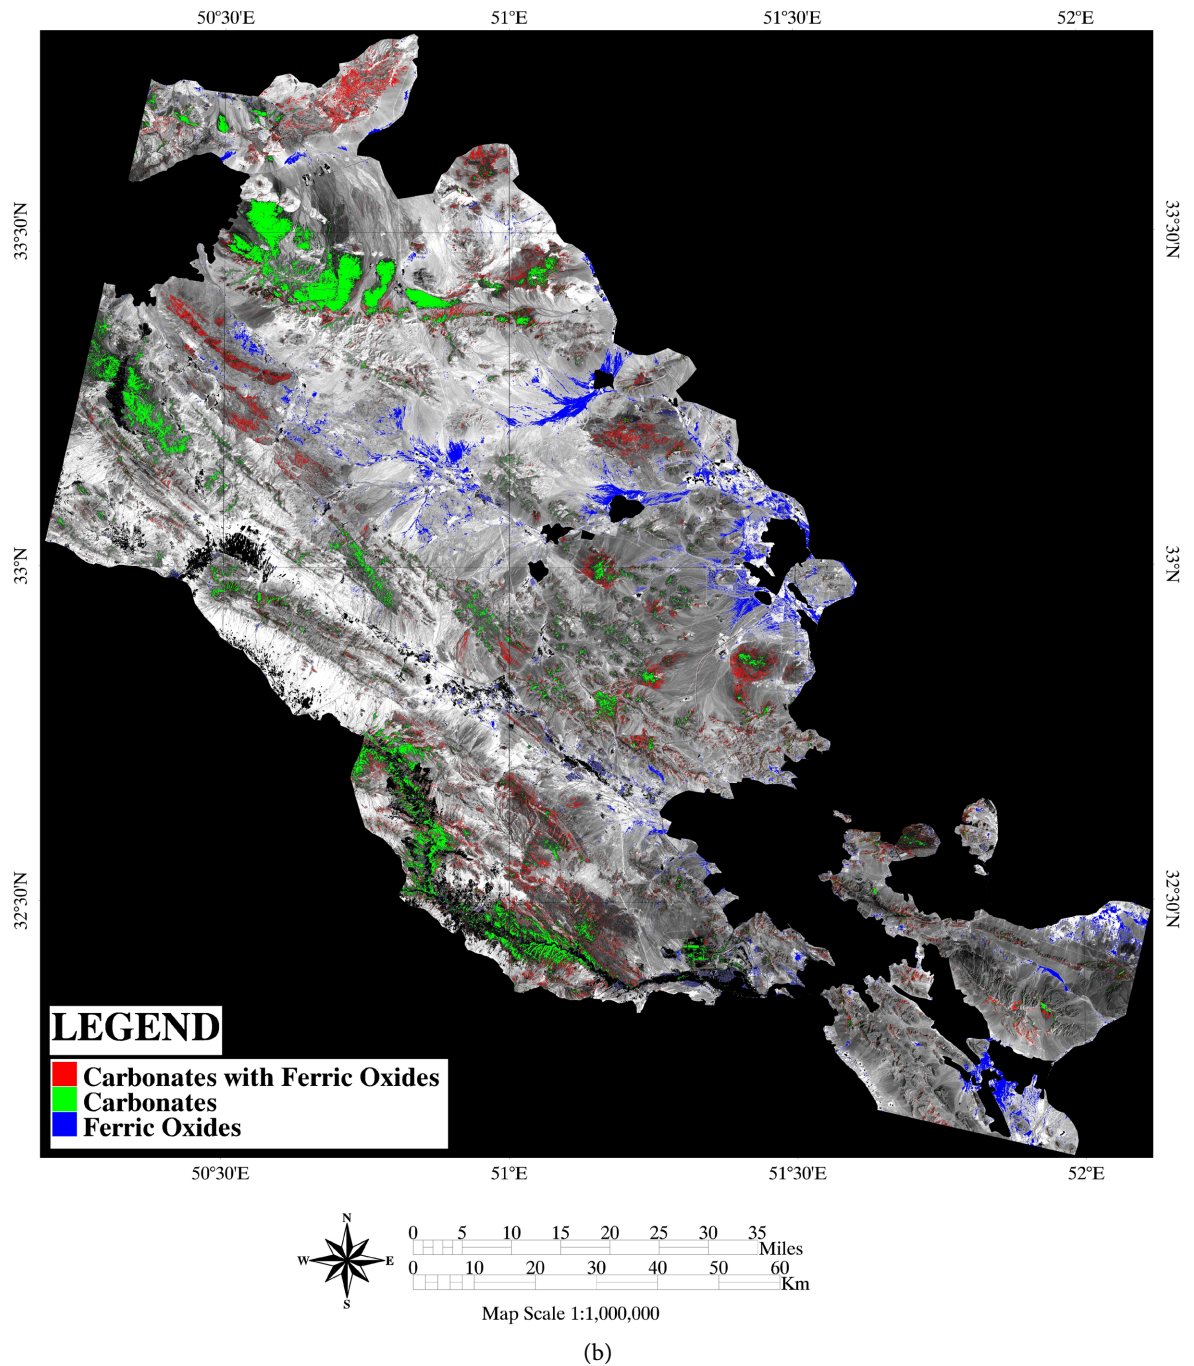 50°30'E 51°E 51°30'E 52°E
33°30'N 33°30'N
33°N 33°N
32°30'N 32°30'N
LEGEND
Carbonates with Ferric Oxides
Carbonates
Ferric Oxides
50°30'E 51°E 51°30'E 52°E
N
W E
S
0 5 10 15 20 25 30 35
Miles
0 10 20 30 40 50 60
Km
Map Scale 1:1,000,000
(b)